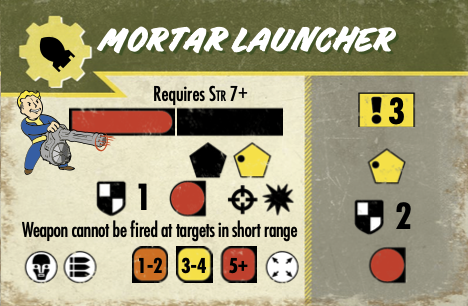 MORTAR LAUNCHER
Requires STR 7+
! 3
1
2
Weapon cannot be fired at targets in short range
1-2 3-4 5+